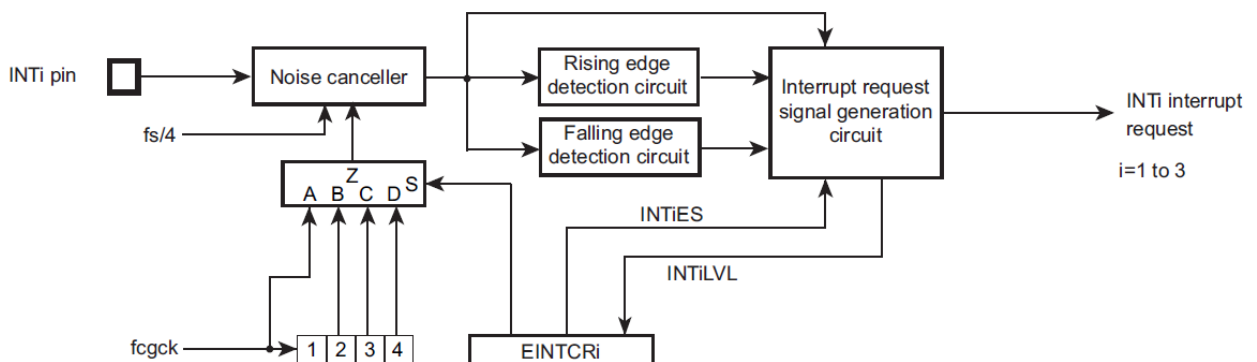 INTi pin
Noise canceller
Rising edge
detection circuit
Interrupt request
signal generation
circuit
INTi interrupt
request
i=1 to 3
fs/4
Falling edge
detection circuit
Z
S
A B C D
INTiES
INTiLVL
fcgck
1 2 3 4
EINTCRi